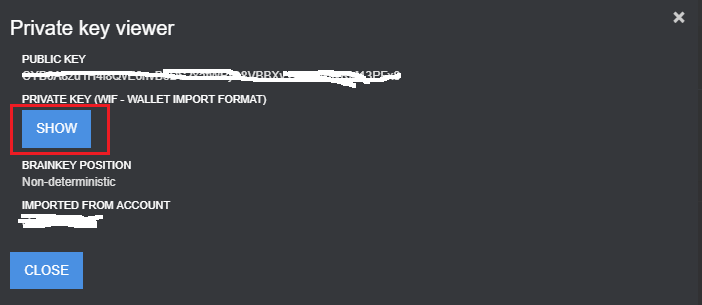 Private key viewer
PUBLIC KEY
PRIVATE KEY (WIF - WALLET IMPORT FORMAT)
SHOW
BRAINKEY POSITION
Non-deterministic
IMPORTED FROM ACCOUNT
CLOSE